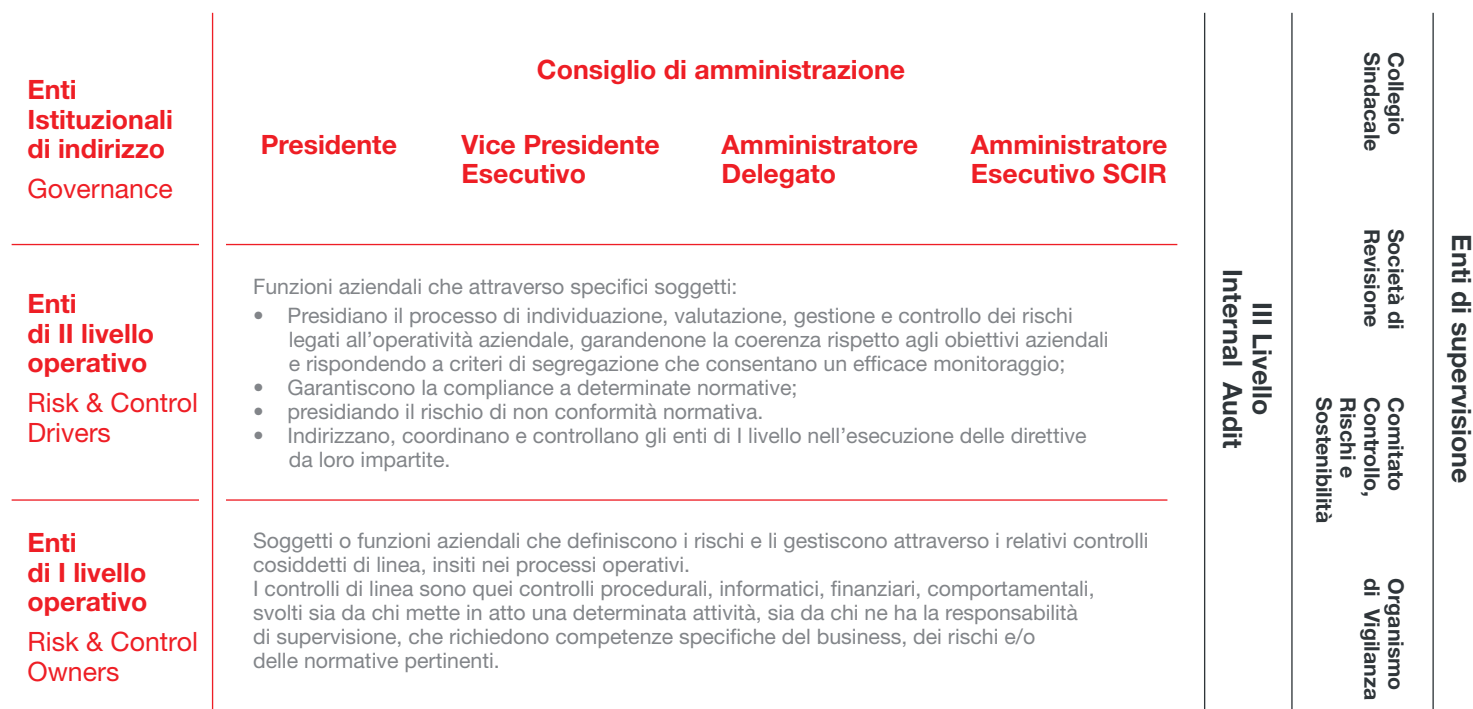 Enti
Istituzionali
di indirizzo
Governance
Consiglio di amministrazione
Presidente
Vice Presidente
Esecutivo
Amministratore
Delegato
Amministratore
Esecutivo SCIR
Enti
di II livello
operativo
Risk & Control
Drivers
Funzioni aziendali che attraverso specifici soggetti:
• Presidiano il processo di individuazione, valutazione, gestione e controllo dei rischi
legati all'operatività aziendale, garandenone la coerenza rispetto agli obiettivi aziendali
e rispondendo a criteri di segregazione che consentano un efficace monitoraggio;
• Garantiscono la compliance a determinate normative;
• presidiando il rischio di non conformità normativa.
• Indirizzano, coordinano e controllano gli enti di I livello nell'esecuzione delle direttive
da loro impartite.
Enti
di I livello
operativo
Risk & Control
Owners
Soggetti o funzioni aziendali che definiscono i rischi e li gestiscono attraverso i relativi controlli
cosiddetti di linea, insiti nei processi operativi.
I controlli di linea sono quei controlli procedurali, informatici, finanziari, comportamentali,
svolti sia da chi mette in atto una determinata attività, sia da chi ne ha la responsabilità
di supervisione, che richiedono competenze specifiche del business, dei rischi e/o
delle normative pertinenti.
III Livello
Internal Audit
Collegio
Sindacale
Società di
Revisione
Comitato
Controllo,
Rischi e
Sostenibilità
Organismo
di Vigilanza
Enti di supervisione